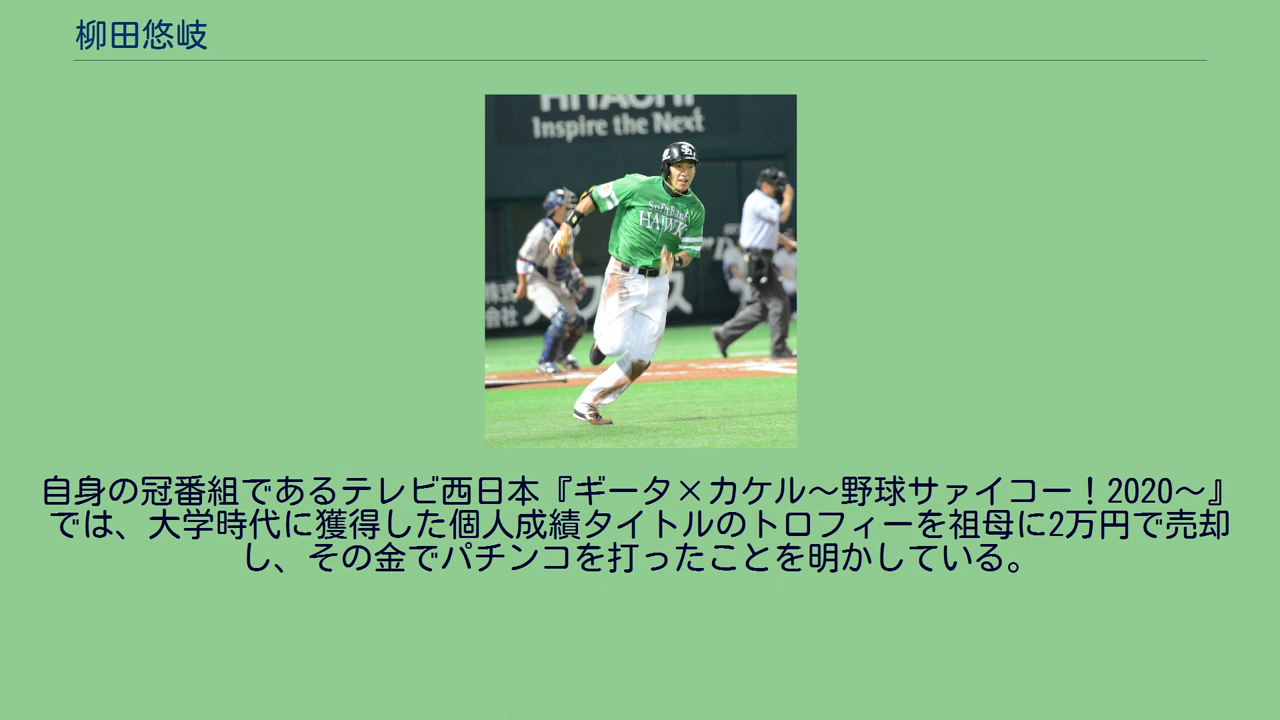 柳田悠岐
HITACHI
Inspire the Next
SoftBank
HAWK
株式
会社
自身の冠番組であるテレビ西日本『ギータ×カケル〜野球サァイコー！2020〜』
では、大学時代に獲得した個人成績タイトルのトロフィーを祖母に2万円で売却
し、その金でパチンコを打ったことを明かしている。